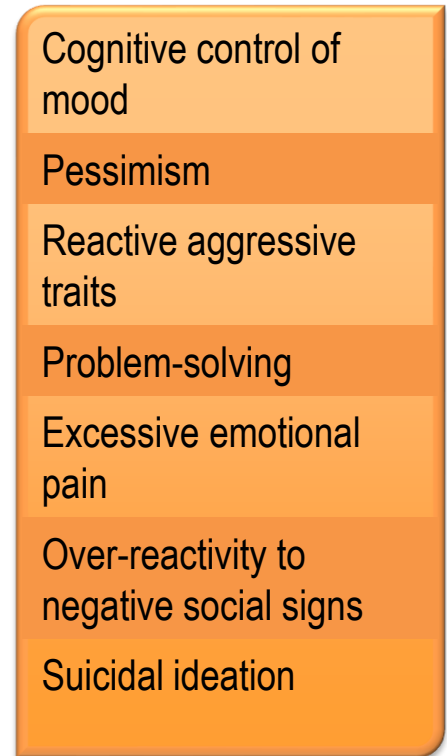 Cognitive control of
mood
Pessimism
Reactive aggressive
traits
Problem-solving
Excessive emotional
pain
Over-reactivity to
negative social signs
Suicidal ideation